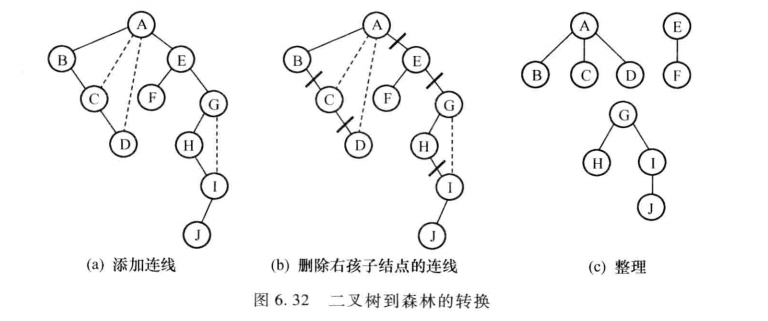 A A A E
B E B E B C D F
C F G C F G G
D H D H H I
I I J
J J
(a) 添加连线 (b) 删除右孩子结点的连线 (c) 整理
图 6.32 二叉树到森林的转换